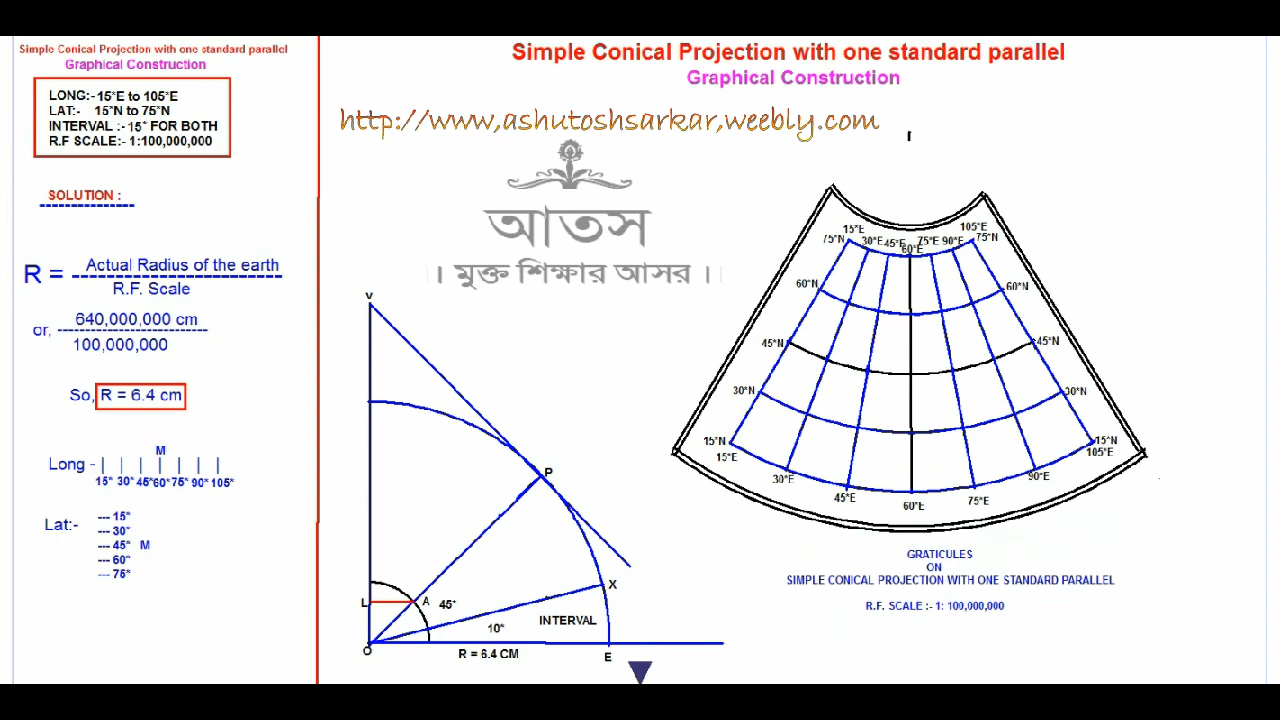 Simple Conical Projection with one standard parallel
Graphical Construction
LONG:-15°E to 105°E
LAT:- 15°N to 75°N
INTERVAL :- 15° FOR BOTH
R.F SCALE:- 1:100,000,000
SOLUTION :
R = Actual Radius of the earth
R.F. Scale
or, 640,000,000 cm
100,000,000
So, R = 6.4 cm
M
Long -
15° 30° 45° 60° 75° 90° 105°
Lat:-
--- 15°
--- 30°
--- 45° M
--- 60°
--- 75°
Simple Conical Projection with one standard parallel
Graphical Construction
http://www,ashutoshsarkar,weebly.com
আতস
।। মুক্ত শিক্ষার আসর ।।
V
P
X
L
A
45°
10°
INTERVAL
O
R = 6.4 CM
E
15°E 30°E 45°E 60°E 75°E 90°E 105°E
75°N 75°N
60°N 60°N
45°N 45°N
30°N 30°N
15°N 15°N
15°E 30°E 45°E 60°E 75°E 90°E 105°E
GRATICULES
ON
SIMPLE CONICAL PROJECTION WITH ONE STANDARD PARALLEL
R.F. SCALE :- 1: 100,000,000